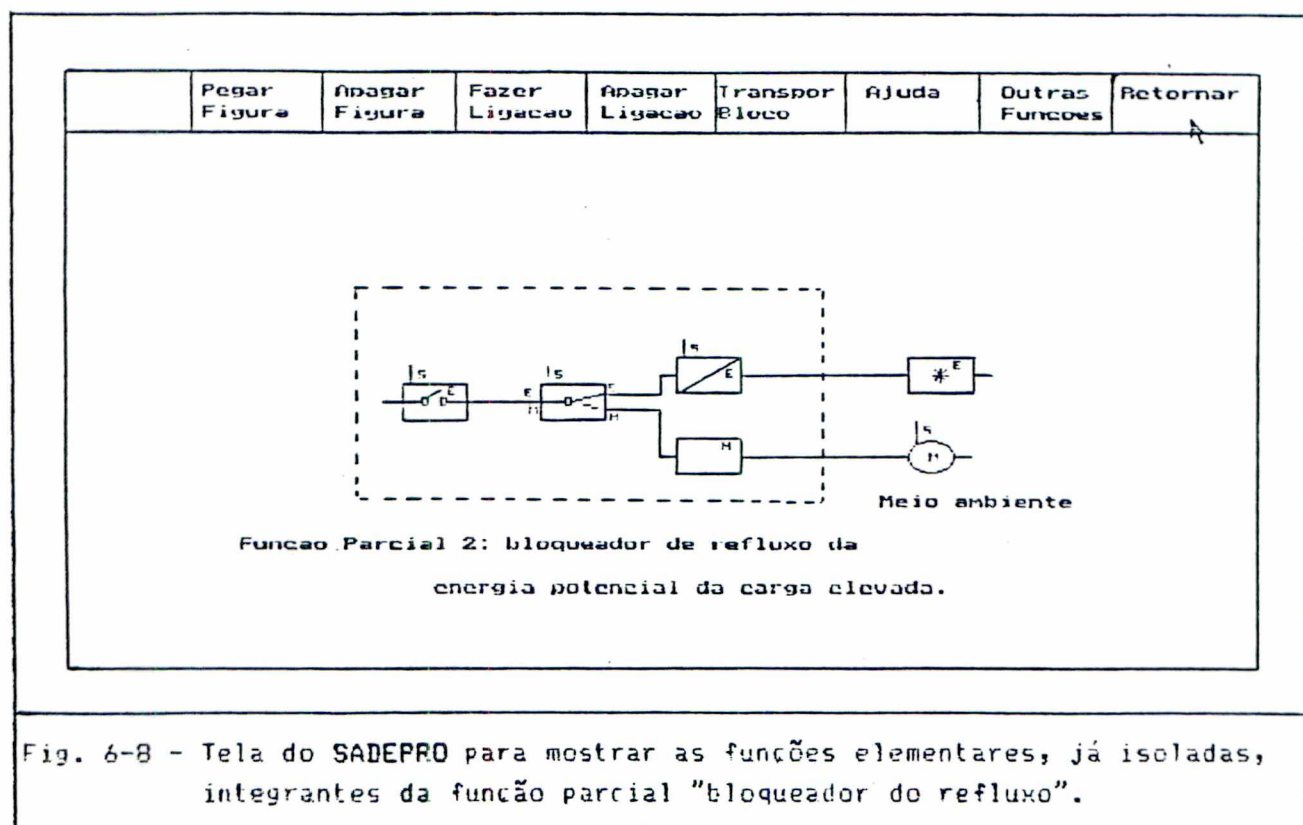 Pegar Figura
Apagar Figura
Fazer Ligacao
Apagar Ligacao
Transpor Bloco
Ajuda
Outras Funcoes
Retornar
S
E
S
E
M
E
M
S
E
M
E
S
M
Meio ambiente
Funcao Parcial 2: bloqueador de refluxo da
energia potencial da carga elevada.
Fig. 6-8 - Tela do SADEPRO para mostrar as funções elementares, já isoladas,
integrantes da função parcial "bloqueador do refluxo".